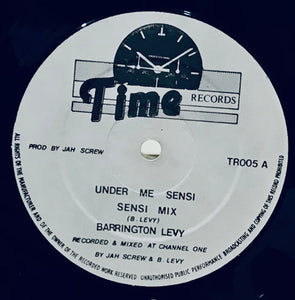 Time
RECORDS
PROD BY JAH SCREW
TR005 A
UNDER ME SENSI
SENSI MIX
(B. LEVY)
BARRINGTON LEVY
RECORDED & MIXED AT CHANNEL ONE
BY JAH SCREW & B. LEVY
ALL RIGHTS OF THE MANUFACTURER AND OF THE OWNER OF THE RECORDED WORK RESERVED UNAUTHORISED PUBLIC PERFORMANCE BROADCASTING AND COPYING OF THIS RECORD PROHIBITED